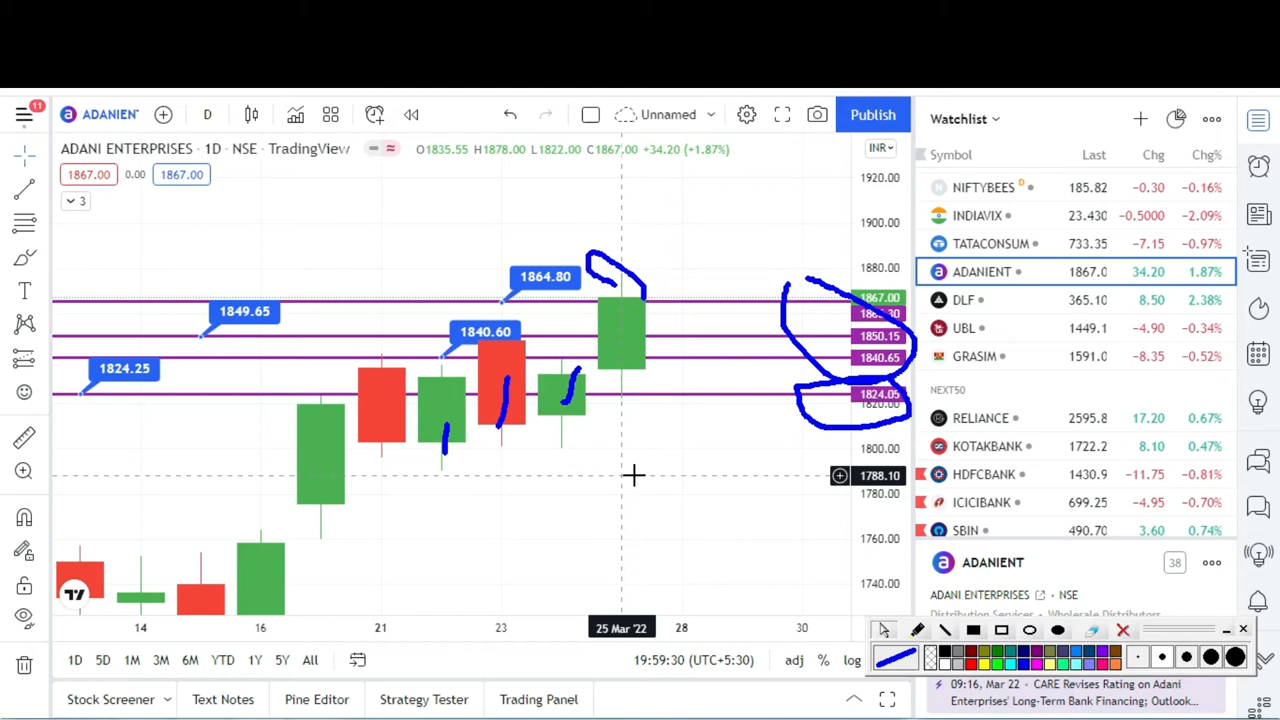 11
ADANIENT
D
Unnamed
Publish
Watchlist
ADANI ENTERPRISES · 1D · NSE · TradingView
O1835.55 H1878.00 L1822.00 C1867.00 +34.20 (+1.87%)
INR
1867.00 0.00 1867.00
3
1920.00
1900.00
1880.00
1867.00
1850.15
1840.65
1824.05
1820.00
1800.00
1788.10
1780.00
1760.00
1740.00
1864.80
1849.65
1840.60
1824.25
14 16 21 23 25 Mar '22 28 30
1D 5D 1M 3M 6M YTD 1Y 5Y All
19:59:30 (UTC+5:30) adj % log
Stock Screener Text Notes Pine Editor Strategy Tester Trading Panel
Symbol Last Chg Chg%
NIFTYBEES D 185.82 −0.30 −0.16%
INDIAVIX 23.430 −0.5000 −2.09%
TATACONSUM 733.35 −7.15 −0.97%
ADANIENT 1867.0 34.20 1.87%
DLF 365.10 8.50 2.38%
UBL 1449.1 −4.90 −0.34%
GRASIM 1591.0 −8.35 −0.52%
NEXT50
RELIANCE 2595.8 17.20 0.67%
KOTAKBANK 1722.2 8.10 0.47%
HDFCBANK 1430.9 −11.75 −0.81%
ICICIBANK 699.25 −4.95 −0.70%
SBIN 490.70 3.60 0.74%
ADANIENT
38
ADANI ENTERPRISES · NSE
Distribution Services · Wholesale Distributors
09:16, Mar 22 · CARE Revises Rating on Adani
Enterprises' Long-Term Bank Financing; Outlook...